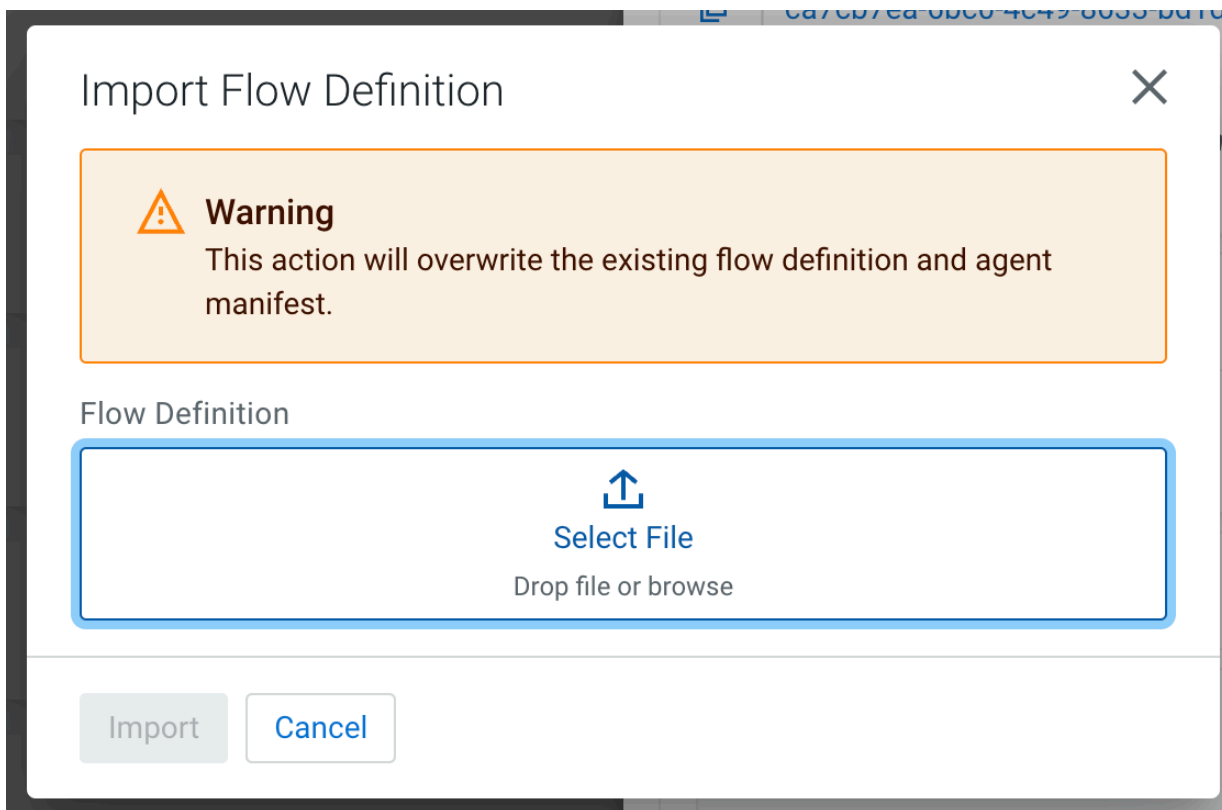 Import Flow Definition
Warning
This action will overwrite the existing flow definition and agent
manifest.
Flow Definition
Select File
Drop file or browse
Import
Cancel